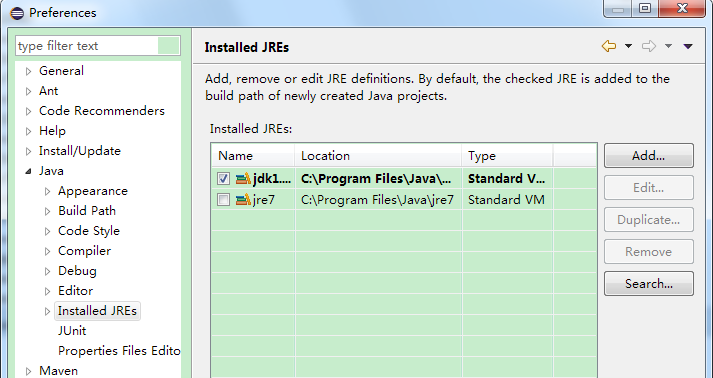 Preferences
type filter text
General
Ant
Code Recommenders
Help
Install/Update
Java
Appearance
Build Path
Code Style
Compiler
Debug
Editor
Installed JREs
JUnit
Properties Files Edito
Maven
Installed JREs
Add, remove or edit JRE definitions. By default, the checked JRE is added to the
build path of newly created Java projects.
Installed JREs:
Name Location Type
jdk1.... C:\Program Files\Java\... Standard V...
jre7 C:\Program Files\Java\jre7 Standard VM
Add...
Edit...
Duplicate...
Remove
Search...